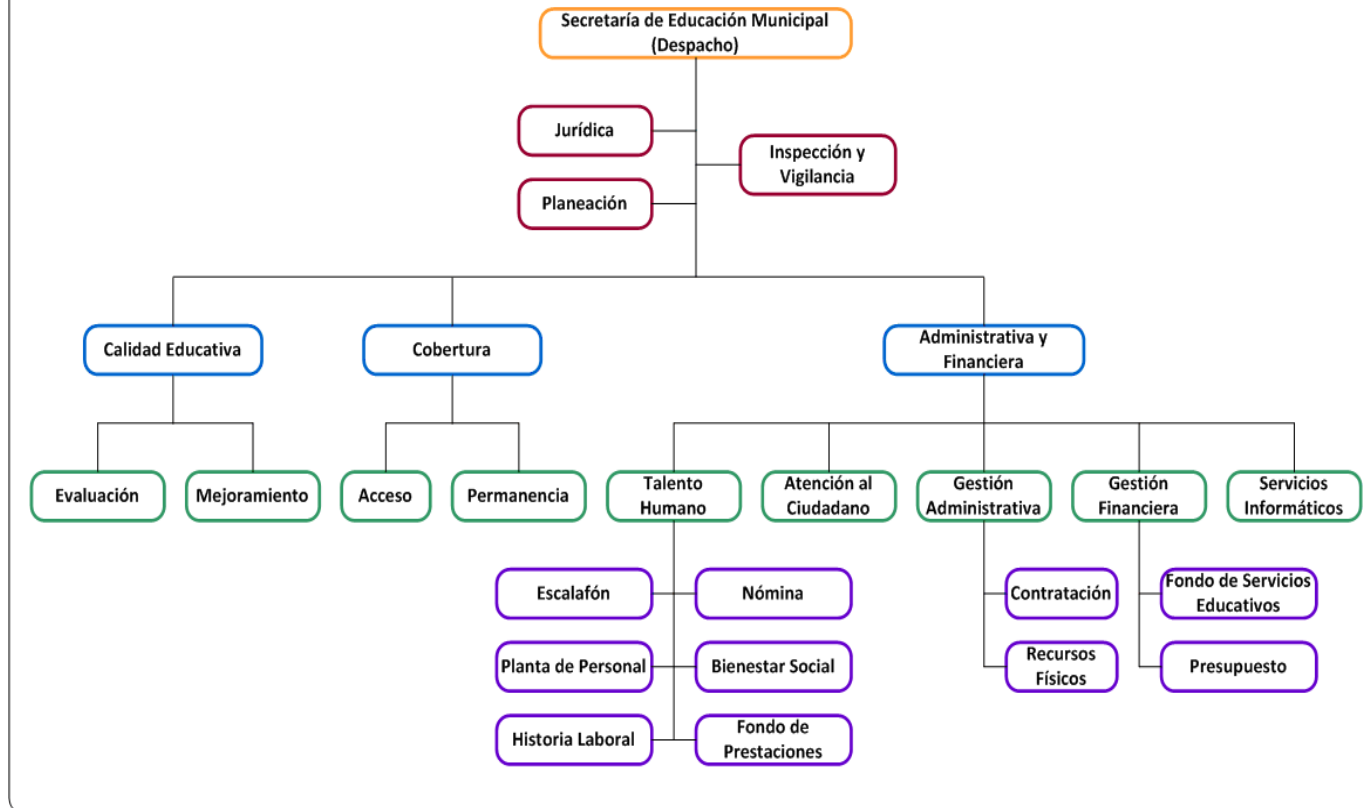 Secretaría de Educación Municipal
(Despacho)
Jurídica
Inspección y
Vigilancia
Planeación
Calidad Educativa
Cobertura
Administrativa y
Financiera
Evaluación
Mejoramiento
Acceso
Permanencia
Talento
Humano
Atención al
Ciudadano
Gestión
Administrativa
Gestión
Financiera
Servicios
Informáticos
Escalafón
Nómina
Contratación
Fondo de Servicios
Educativos
Planta de Personal
Bienestar Social
Recursos
Físicos
Presupuesto
Historia Laboral
Fondo de
Prestaciones